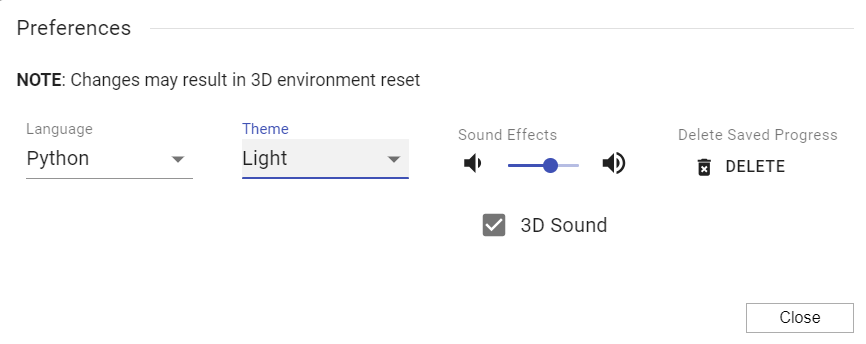 Preferences
NOTE: Changes may result in 3D environment reset
Language
Python
Theme
Light
Sound Effects
3D Sound
Delete Saved Progress
DELETE
Close